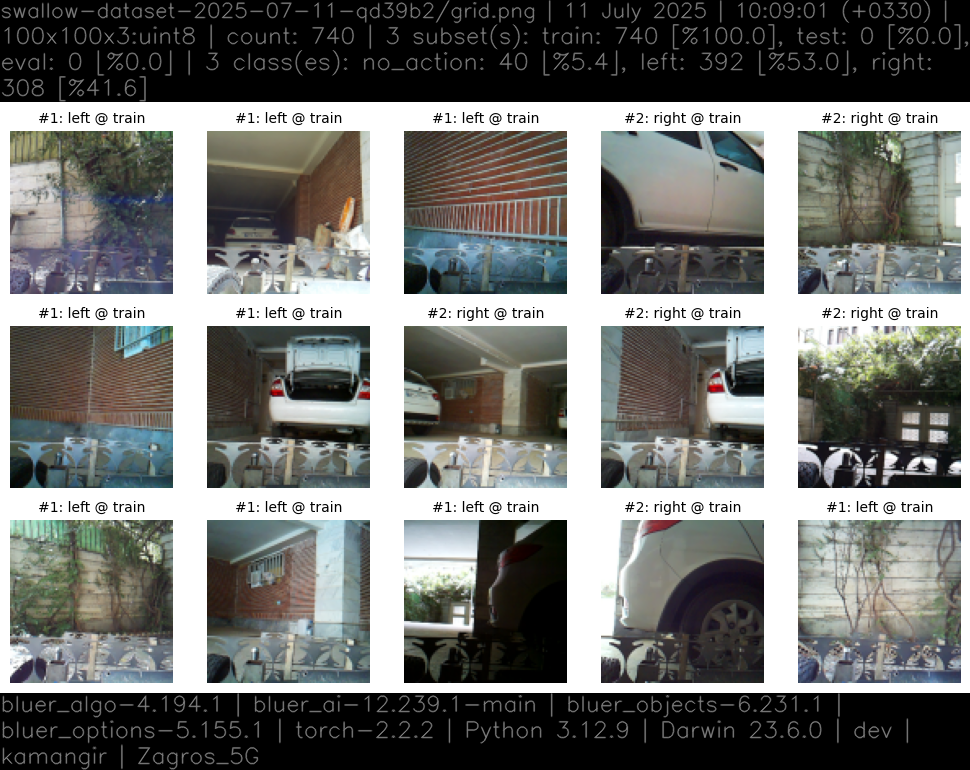 swallow-dataset-2025-07-11-qd39b2/grid.png | 11 July 2025 | 10:09:01 (+0330) |
100x100x3:uint8 | count: 740 | 3 subset(s): train: 740 [%100.0], test: 0 [%0.0],
eval: 0 [%0.0] | 3 class(es): no_action: 40 [%5.4], left: 392 [%53.0], right:
308 [%41.6]
#1: left @ train
#1: left @ train
#1: left @ train
#2: right @ train
#2: right @ train
#1: left @ train
#1: left @ train
#2: right @ train
#2: right @ train
#2: right @ train
#1: left @ train
#1: left @ train
#1: left @ train
#2: right @ train
#1: left @ train
bluer_algo-4.194.1 | bluer_ai-12.239.1-main | bluer_objects-6.231.1 |
bluer_options-5.155.1 | torch-2.2.2 | Python 3.12.9 | Darwin 23.6.0 | dev |
kamangir | Zagros_5G